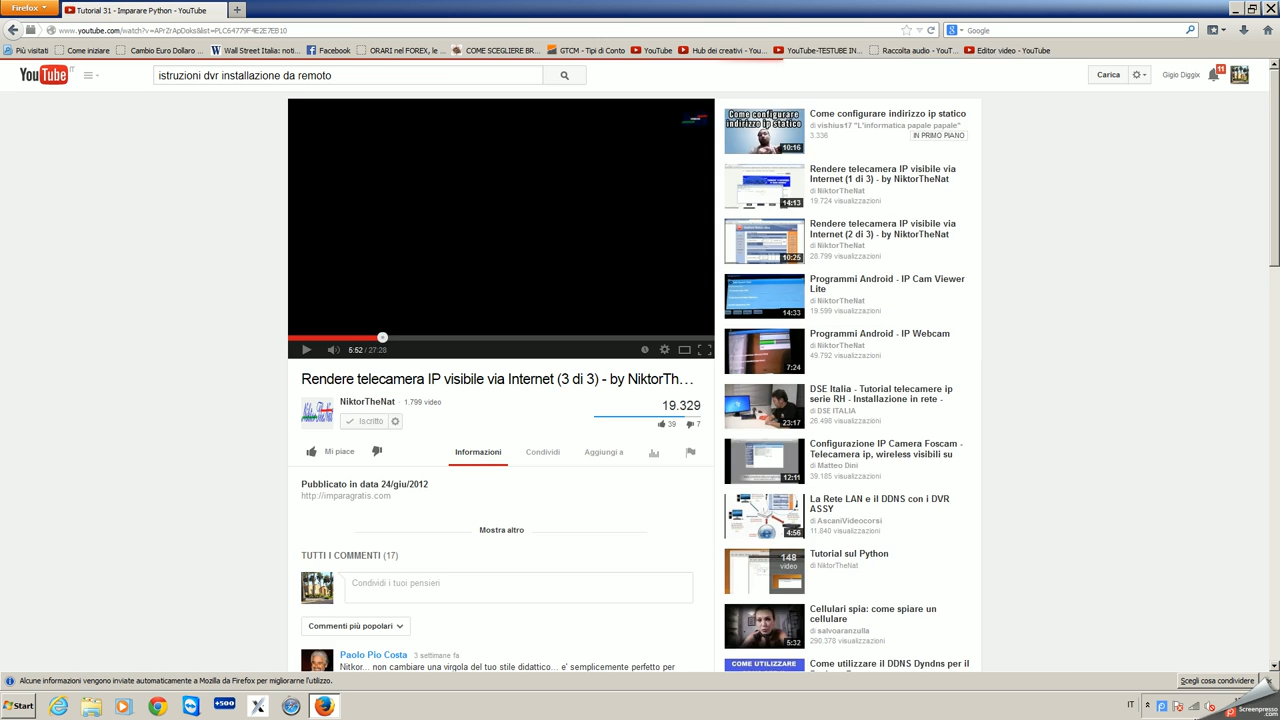 Firefox
Tutorial 31 - Imparare Python - YouTube
www.youtube.com/watch?v=APrZrApDoks&list=PLC64779F4E2E7EB10
Google
Più visitati
Come iniziare
Cambio Euro Dollaro ...
Wall Street Italia: noti...
Facebook
ORARI nel FOREX, le ...
COME SCEGLIERE BR...
GTCM - Tipi di Conto
YouTube
Hub dei creativi - You...
YouTube-TESTUBE IN...
Raccolta audio - YouT...
Editor video - YouTube
YouTube IT
istruzioni dvr installazione da remoto
Carica
Gigio Diggix
11
5:52 / 27:28
Rendere telecamera IP visibile via Internet (3 di 3) - by NiktorTh...
NiktorTheNat · 1.799 video
Iscritto
19.329
39
7
Mi piace
Informazioni
Condividi
Aggiungi a
Pubblicato in data 24/giu/2012
http://imparagratis.com
Mostra altro
TUTTI I COMMENTI (17)
Condividi i tuoi pensieri
Commenti più popolari
Paolo Pio Costa 3 settimane fa
Nitkor... non cambiare una virgola del tuo stile didattico... e' semplicemente perfetto per
Come configurare
indirizzo ip statico
10:16
Come configurare indirizzo ip statico
di vishius17 "L'informatica papale papale"
3.336
IN PRIMO PIANO
14:13
Rendere telecamera IP visibile via
Internet (1 di 3) - by NiktorTheNat
di NiktorTheNat
19.724 visualizzazioni
10:25
Rendere telecamera IP visibile via
Internet (2 di 3) - by NiktorTheNat
di NiktorTheNat
28.799 visualizzazioni
14:33
Programmi Android - IP Cam Viewer
Lite
di NiktorTheNat
19.599 visualizzazioni
7:24
Programmi Android - IP Webcam
di NiktorTheNat
49.792 visualizzazioni
23:17
DSE Italia - Tutorial telecamere ip
serie RH - Installazione in rete -
di DSE ITALIA
26.498 visualizzazioni
12:11
Configurazione IP Camera Foscam -
Telecamera ip, wireless visibili su
di Matteo Dini
39.185 visualizzazioni
4:56
La Rete LAN e il DDNS con i DVR
ASSY
di AscaniVideocorsi
11.840 visualizzazioni
148
video
Tutorial sul Python
di NiktorTheNat
5:32
Cellulari spia: come spiare un
cellulare
di salvoaranzulla
290.378 visualizzazioni
COME UTILIZZARE
Come utilizzare il DDNS Dyndns per il
Alcune informazioni vengono inviate automaticamente a Mozilla da Firefox per migliorarne l'utilizzo.
Scegli cosa condividere
Start
+500
IT
Screenpresso
.com